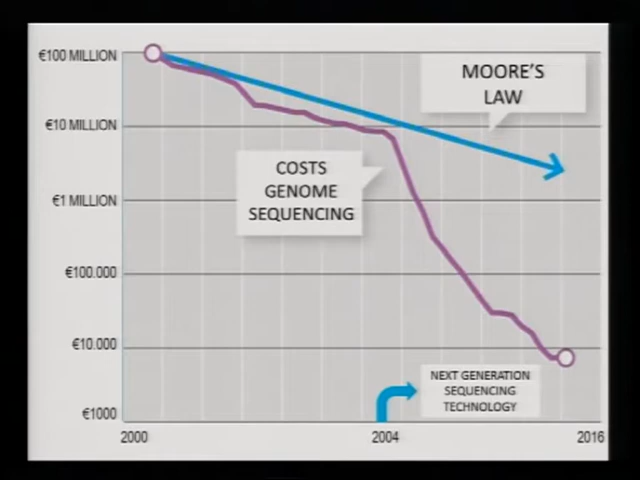 €100 MILLION
€10 MILLION
€1 MILLION
€100.000
€10.000
€1000
MOORE'S
LAW
COSTS
GENOME
SEQUENCING
NEXT GENERATION
SEQUENCING
TECHNOLOGY
2000
2004
2016